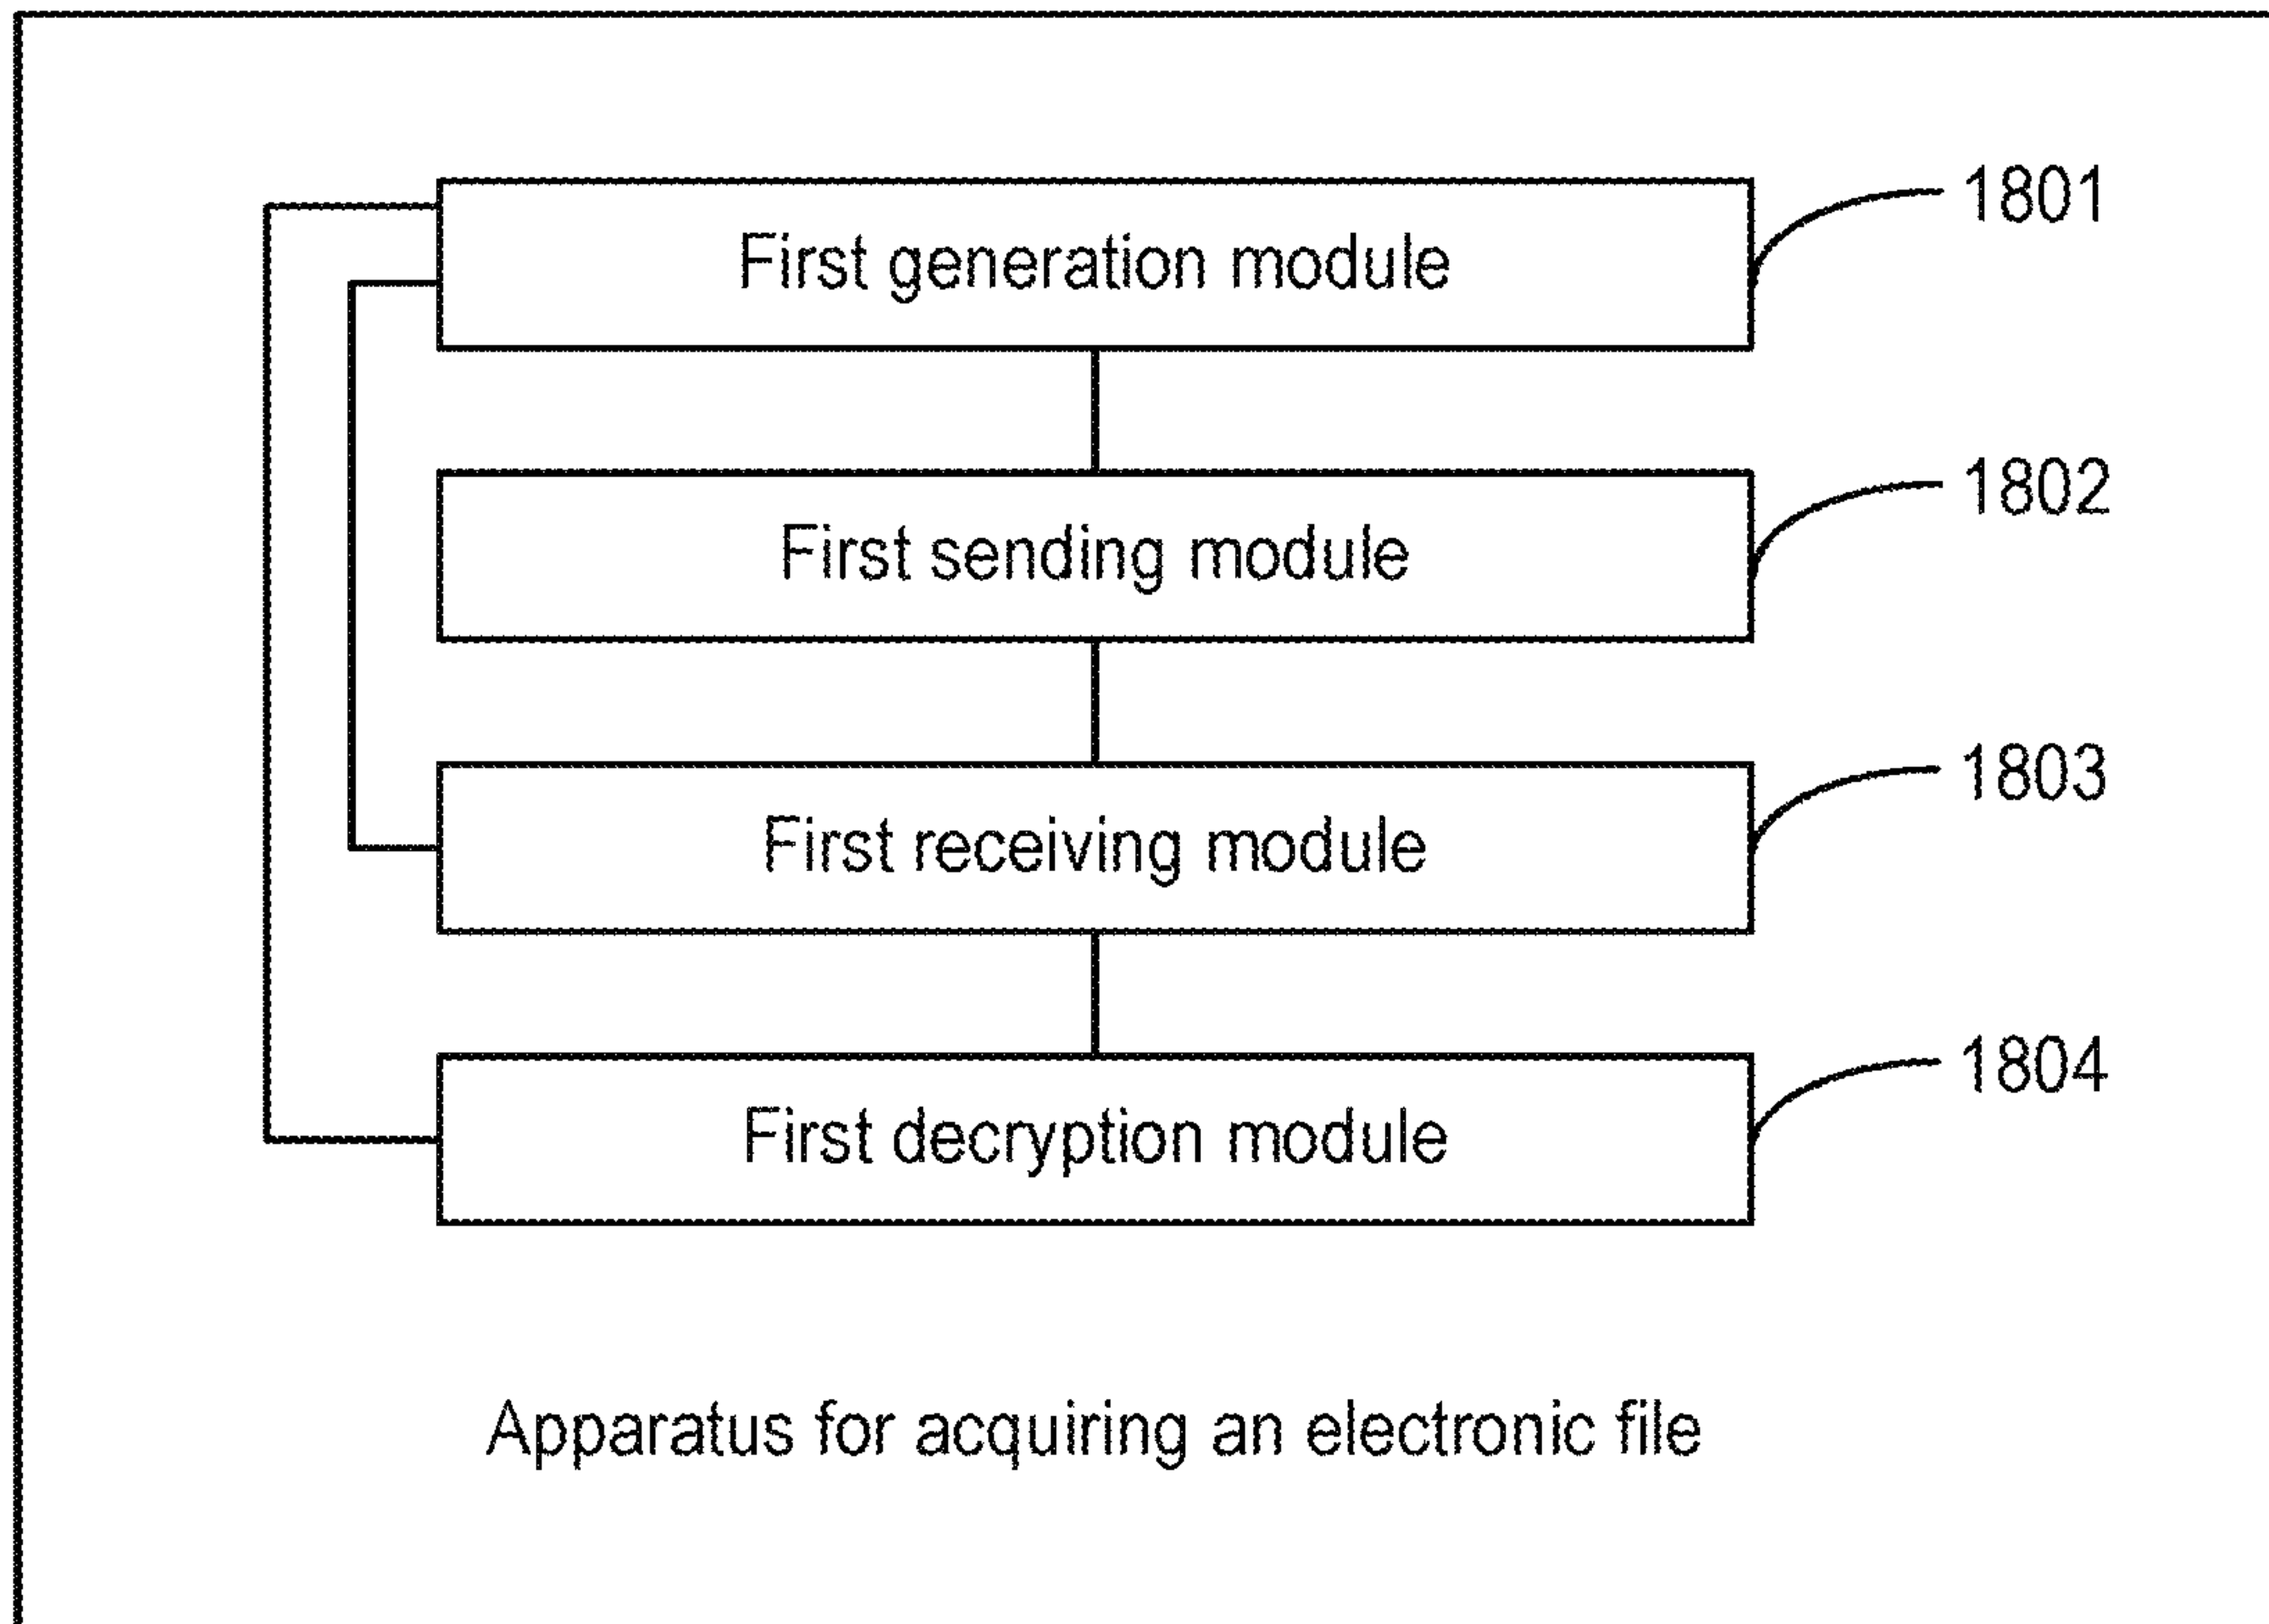 First generation module
1801
First sending module
1802
First receiving module
1803
First decryption module
1804
Apparatus for acquiring an electronic file